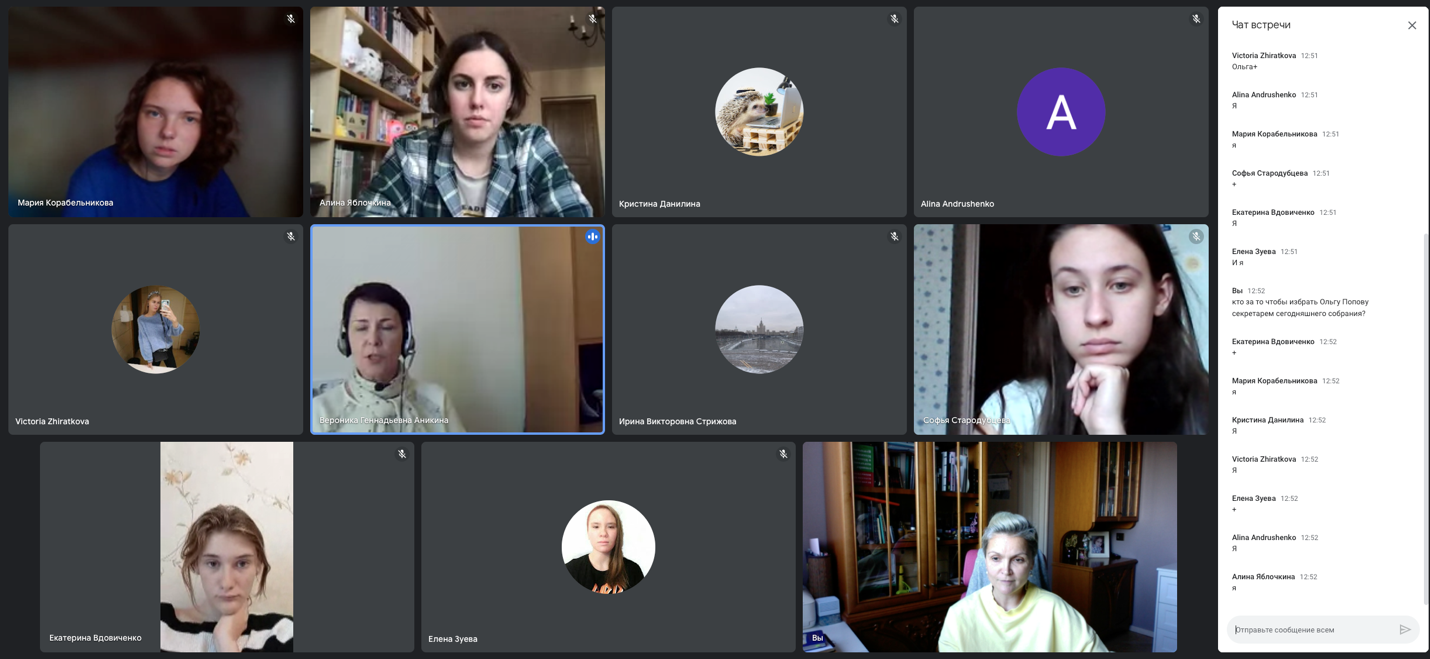 Мария Корабельникова
Алина Яблочкина
Кристина Данилина
A
Alina Andrushenko
Victoria Zhiratkova
Вероника Геннадьевна Аникина
Ирина Викторовна Стрижова
Софья Стародубцева
Екатерина Вдовиченко
Елена Зуева
Вы
Чат встречи
Victoria Zhiratkova 12:51
Ольга+
Alina Andrushenko 12:51
Я
Мария Корабельникова 12:51
я
Софья Стародубцева 12:51
+
Екатерина Вдовиченко 12:51
Я
Елена Зуева 12:51
И я
Вы 12:52
кто за то чтобы избрать Ольгу Попову
секретарем сегодняшнего собрания?
Екатерина Вдовиченко 12:52
+
Мария Корабельникова 12:52
я
Кристина Данилина 12:52
Я
Victoria Zhiratkova 12:52
Я
Елена Зуева 12:52
+
Alina Andrushenko 12:52
Я
Алина Яблочкина 12:52
я
Отправьте сообщение всем